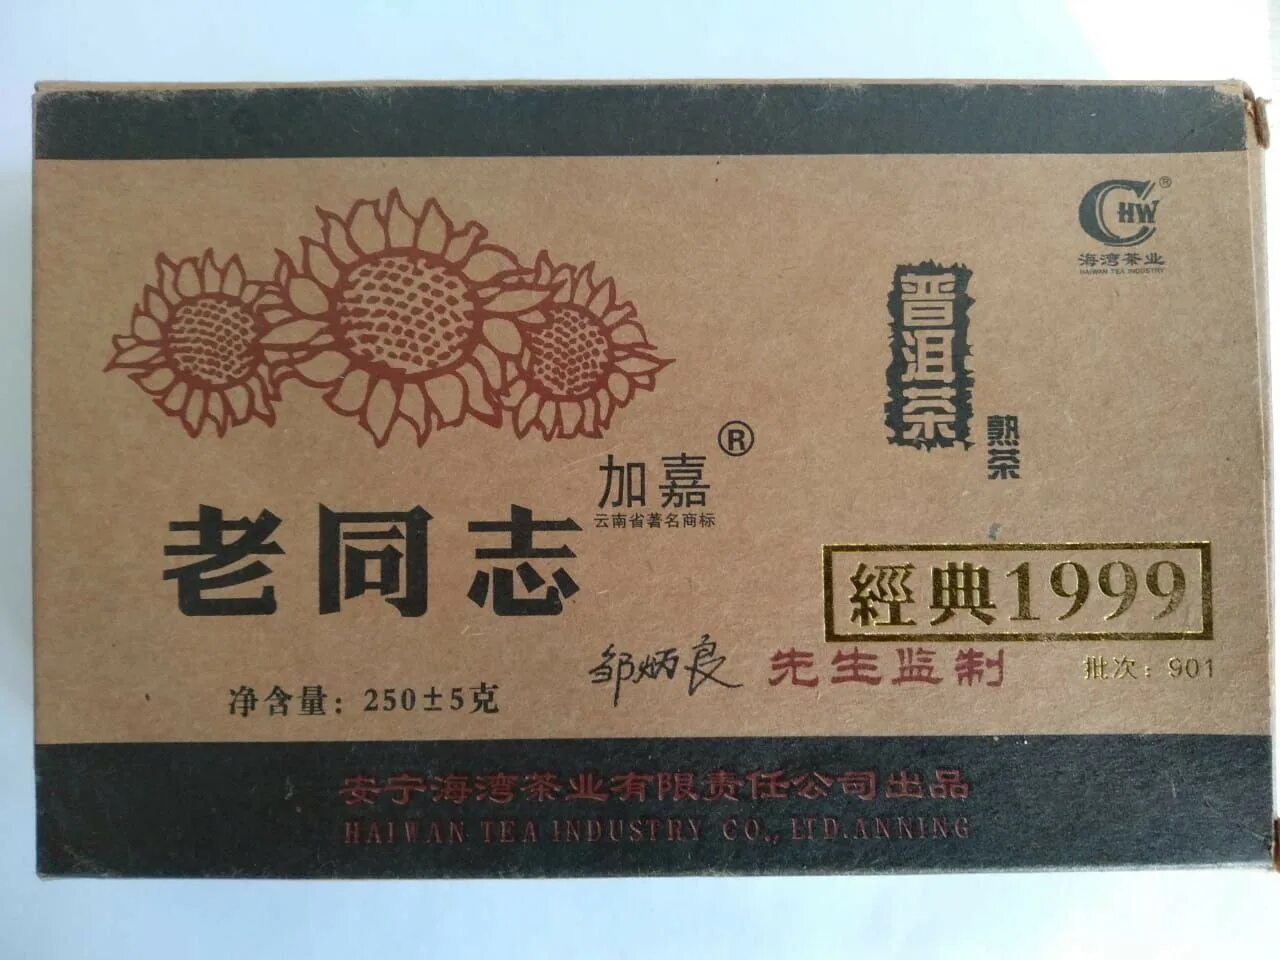 CHW®
海湾茶业
HAIWAN TEA INDUSTRY
普洱茶
熟茶
加嘉®
云南省著名商标
老同志
經典1999
邹炳良 先生监制
批次：901
净含量：250±5克
安宁海湾茶业有限责任公司出品
HAIWAN TEA INDUSTRY CO., LTD.ANNING